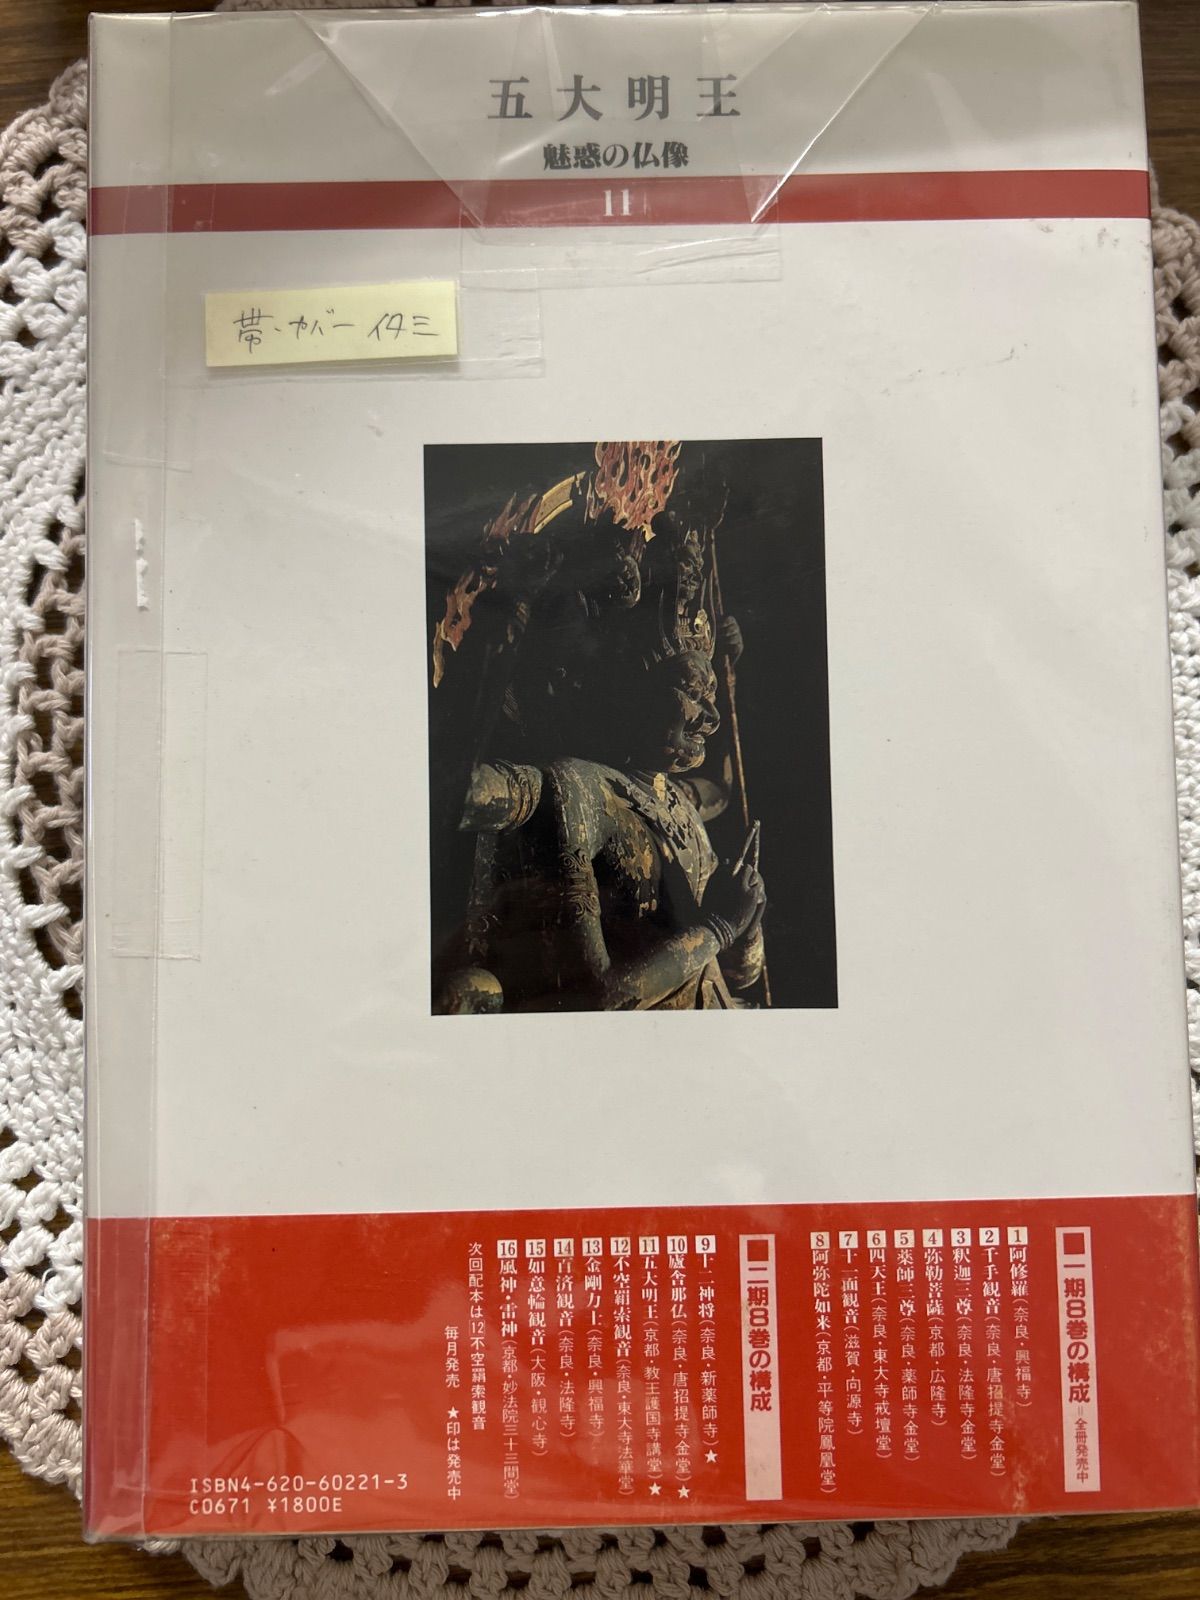 五大明王
魅惑の仏像
11
帯、カバー イタミ
■一期8巻の構成=全冊発売中
1阿修羅(奈良・興福寺)
2千手観音(奈良・唐招提寺金堂)
3釈迦三尊(奈良・法隆寺金堂)
4弥勒菩薩(京都・広隆寺)
5薬師三尊(奈良・薬師寺金堂)
6四天王(奈良・東大寺戒壇堂)
7十一面観音(滋賀・向源寺)
8阿弥陀如来(京都・平等院鳳凰堂)
■二期8巻の構成
9十二神将(奈良・新薬師寺)★
10盧舎那仏(奈良・唐招提寺金堂)★
11五大明王(京都・教王護国寺講堂)★
12不空羂索観音(奈良・東大寺法華堂)
13金剛力士(奈良・興福寺)
14百済観音(奈良・法隆寺)
15如意輪観音(大阪・観心寺)
16風神・雷神(京都・妙法院三十三間堂)
次回配本は12不空羂索観音
毎月発売 ★印は発売中
ISBN4-620-60221-3
C0671 ¥1800E